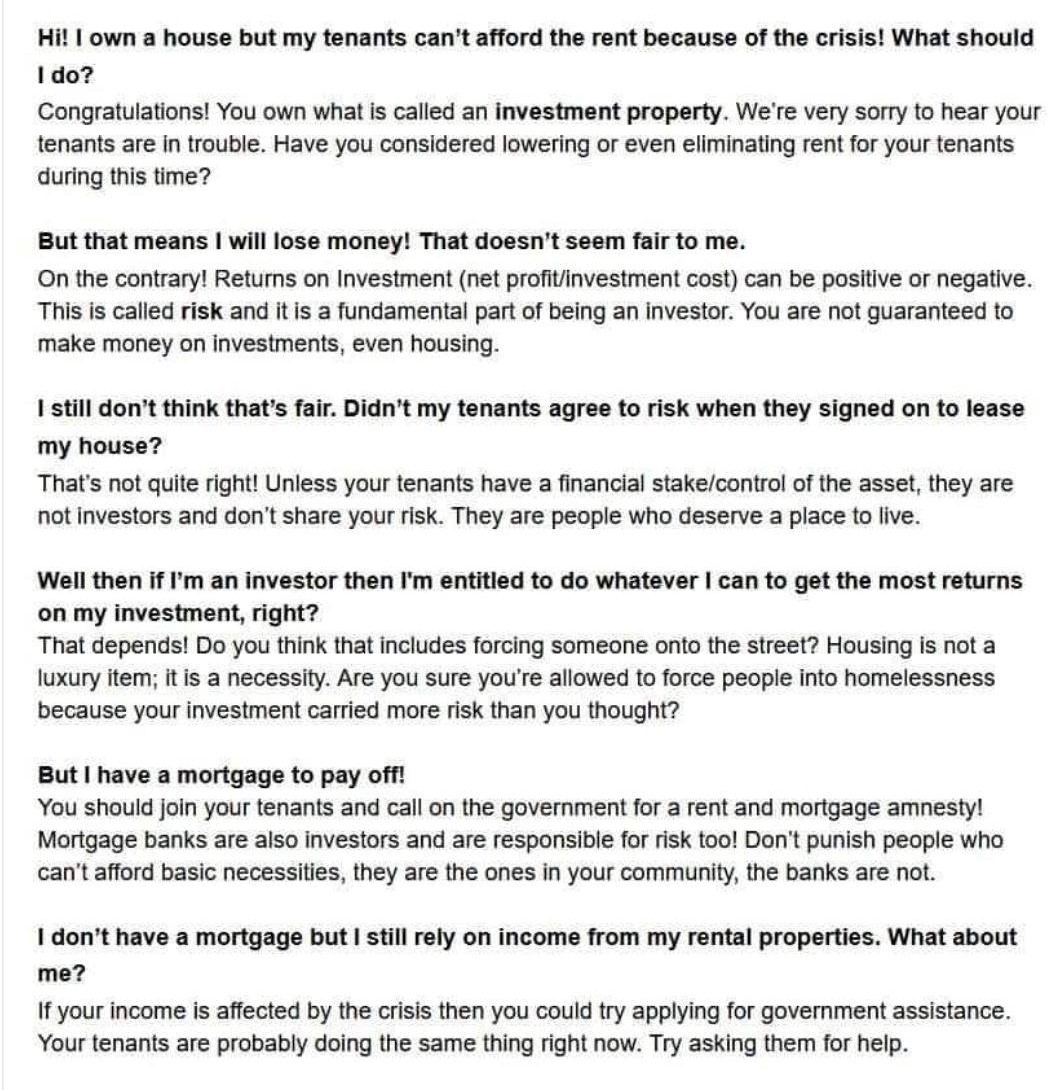 Hi! I own a house but my tenants can't afford the rent because of the crisis! What should
I do?
Congratulations! You own what is called an investment property. We're very sorry to hear your
tenants are in trouble. Have you considered lowering or even eliminating rent for your tenants
during this time?
But that means I will lose money! That doesn't seem fair to me.
On the contrary! Returns on Investment (net profit/investment cost) can be positive or negative.
This is called risk and it is a fundamental part of being an investor. You are not guaranteed to
make money on investments, even housing.
I still don't think that's fair. Didn't my tenants agree to risk when they signed on to lease
my house?
That's not quite right! Unless your tenants have a financial stake/control of the asset, they are
not investors and don't share your risk. They are people who deserve a place to live.
Well then if I'm an investor then I'm entitled to do whatever I can to get the most returns
on my investment, right?
That depends! Do you think that includes forcing someone onto the street? Housing is not a
luxury item; it is a necessity. Are you sure you're allowed to force people into homelessness
because your investment carried more risk than you thought?
But I have a mortgage to pay off!
You should join your tenants and call on the government for a rent and mortgage amnesty!
Mortgage banks are also investors and are responsible for risk too! Don't punish people who
can't afford basic necessities, they are the ones in your community, the banks are not.
I don't have a mortgage but I still rely on income from my rental properties. What about
me?
If your income is affected by the crisis then you could try applying for government assistance.
Your tenants are probably doing the same thing right now. Try asking them for help.